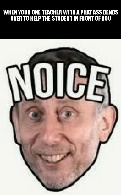 WHEN YOUR ONE TEACHER WITH A PHAT ASS BENDS
OVER TO HELP THE STUDENT IN FRONT OF YOU
NOICE